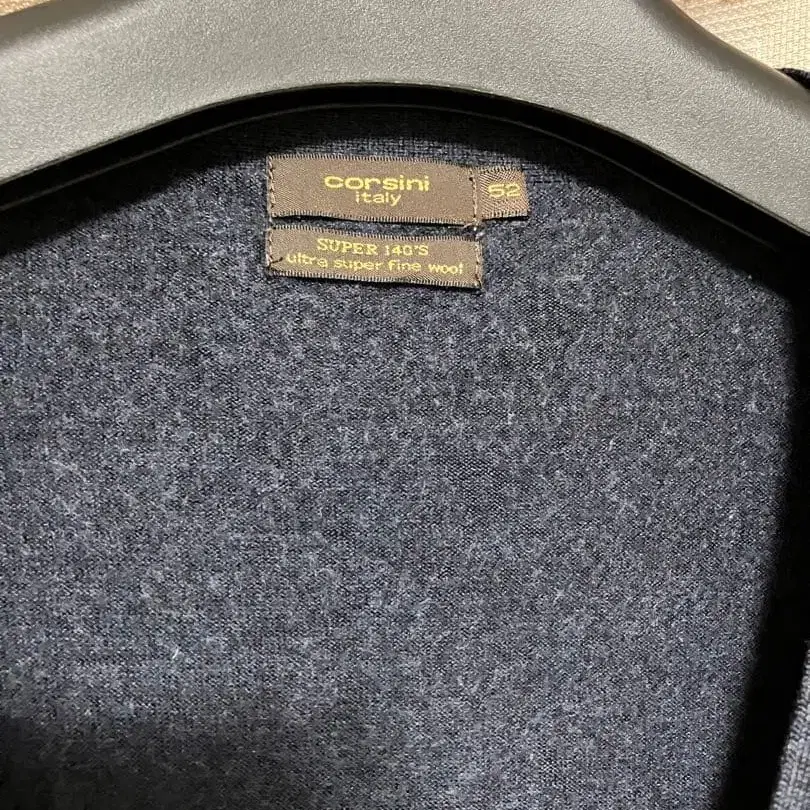 corsini
italy
52
SUPER 140'S
ultra super fine wool